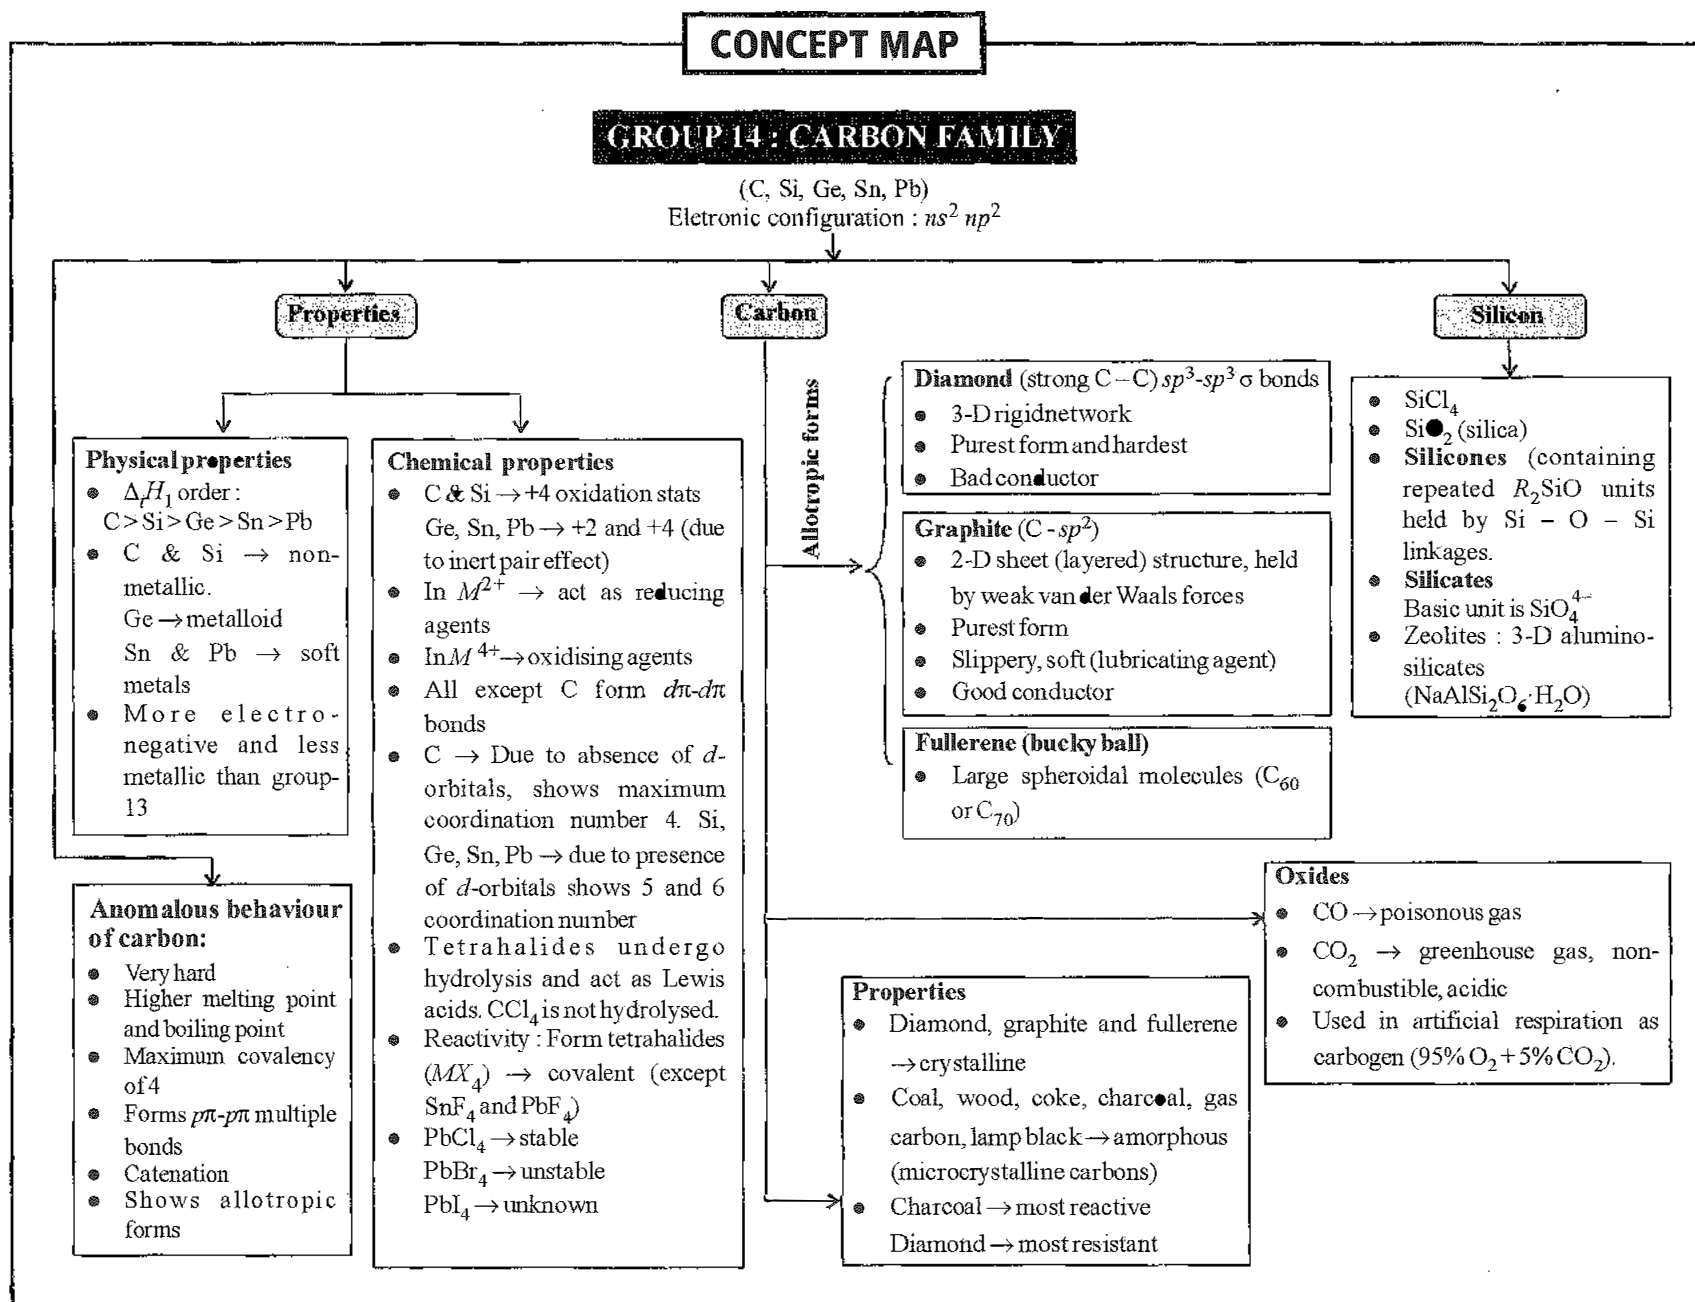 CONCEPT MAP
GROUP 14 : CARBON FAMILY
(C, Si, Ge, Sn, Pb)
Eletronic configuration : ns² np²
Properties
Physical properties
• ΔᵢH₁ order :
C > Si > Ge > Sn > Pb
• C & Si → non-
metallic.
Ge → metalloid
Sn & Pb → soft
metals
• More electro-
negative and less
metallic than group-
13
Chemical properties
• C & Si → +4 oxidation stats
Ge, Sn, Pb → +2 and +4 (due
to inert pair effect)
• In M²⁺ → act as reducing
agents
• In M⁴⁺ → oxidising agents
• All except C form dπ-dπ
bonds
• C → Due to absence of d-
orbitals, shows maximum
coordination number 4. Si,
Ge, Sn, Pb → due to presence
of d-orbitals shows 5 and 6
coordination number
• Tetrahalides undergo
hydrolysis and act as Lewis
acids. CCl₄ is not hydrolysed.
• Reactivity : Form tetrahalides
(MX₄) → covalent (except
SnF₄ and PbF₄)
• PbCl₄ → stable
PbBr₄ → unstable
PbI₄ → unknown
Anomalous behaviour
of carbon:
• Very hard
• Higher melting point
and boiling point
• Maximum covalency
of 4
• Forms pπ-pπ multiple
bonds
• Catenation
• Shows allotropic
forms
Carbon
Allotropic forms
Diamond (strong C – C) sp³-sp³ σ bonds
• 3-D rigidnetwork
• Purest form and hardest
• Bad conductor
Graphite (C - sp²)
• 2-D sheet (layered) structure, held
by weak van der Waals forces
• Purest form
• Slippery, soft (lubricating agent)
• Good conductor
Fullerene (bucky ball)
• Large spheroidal molecules (C₆₀
or C₇₀)
Properties
• Diamond, graphite and fullerene
→ crystalline
• Coal, wood, coke, charcoal, gas
carbon, lamp black → amorphous
(microcrystalline carbons)
• Charcoal → most reactive
Diamond → most resistant
Oxides
• CO → poisonous gas
• CO₂ → greenhouse gas, non-
combustible, acidic
• Used in artificial respiration as
carbogen (95% O₂ + 5% CO₂).
Silicon
• SiCl₄
• SiO₂ (silica)
• Silicones (containing
repeated R₂SiO units
held by Si – O – Si
linkages.
• Silicates
Basic unit is SiO₄⁴⁻
• Zeolites : 3-D alumino-
silicates
(NaAlSi₂O₆·H₂O)